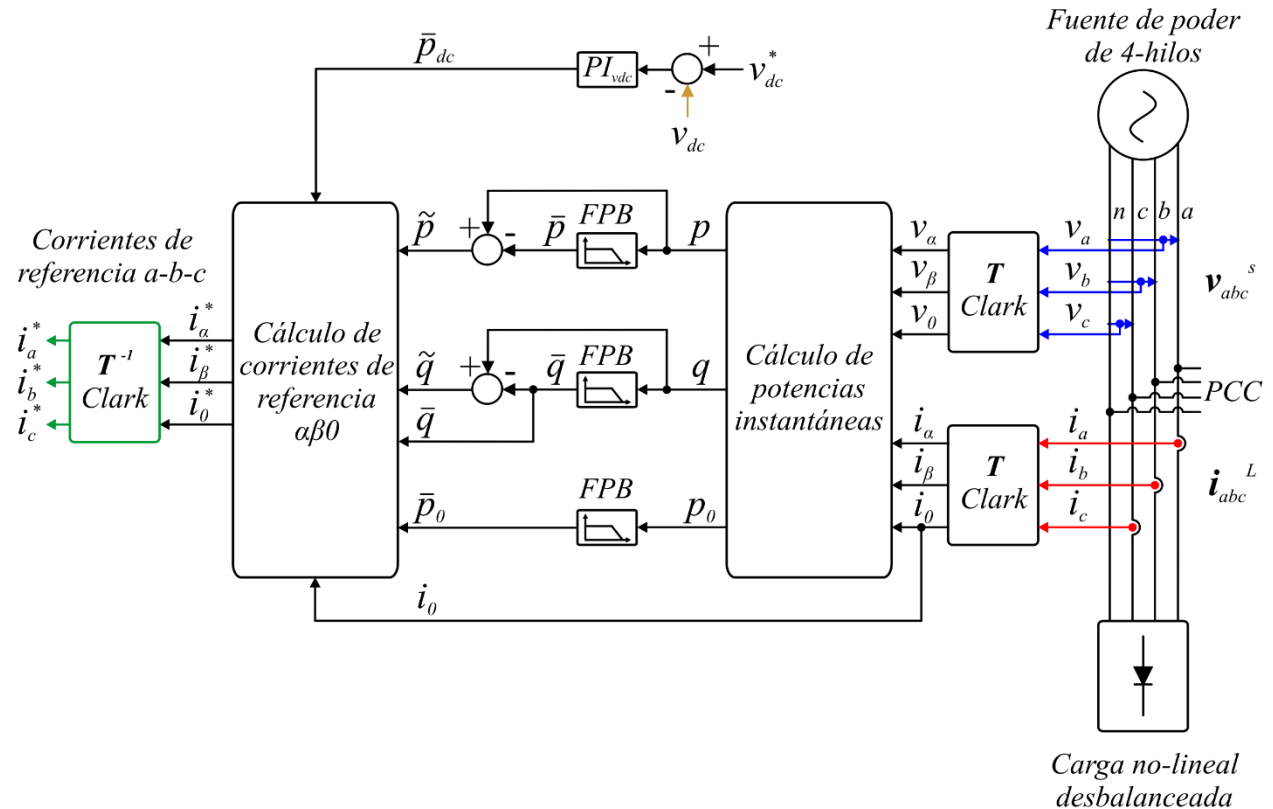 Fuente de poder
de 4-hilos
p̄dc
PIvdc
+
-
v*dc
vdc
n
c
b
a
FPB
p̃
+
-
p̄
p
vα
vβ
v0
T
Clark
va
vb
vc
vabc s
Corrientes de
referencia a-b-c
i*a
i*b
i*c
T -1
Clark
i*α
i*β
i*0
Cálculo de
corrientes de
referencia
αβ0
FPB
q̃
+
-
q̄
q
q̄
Cálculo de
potencias
instantáneas
PCC
iα
iβ
i0
T
Clark
ia
ib
ic
iabc L
FPB
p̄0
p0
i0
Carga no-lineal
desbalanceada